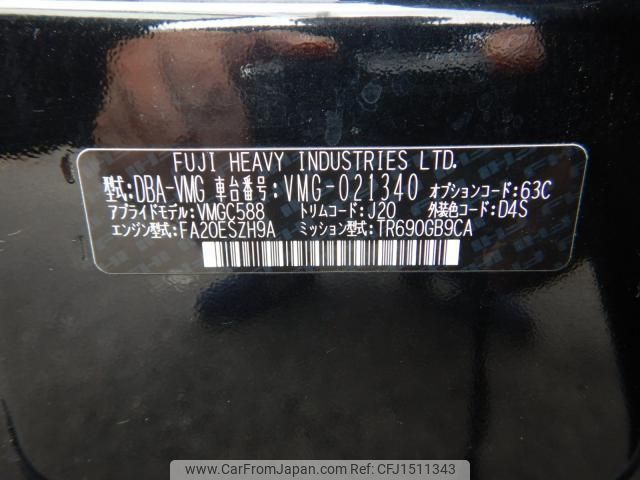 FUJI HEAVY INDUSTRIES LTD.
型式:DBA-VMG 車台番号:VMG-021340 オプションコード:63C
アプライドモデル:VMGC588 トリムコード:J20 外装色コード:D4S
エンジン型式:FA20ESZH9A ミッション型式:TR690GB9CA
car from japan
www.CarFromJapan.com CFJ1511343